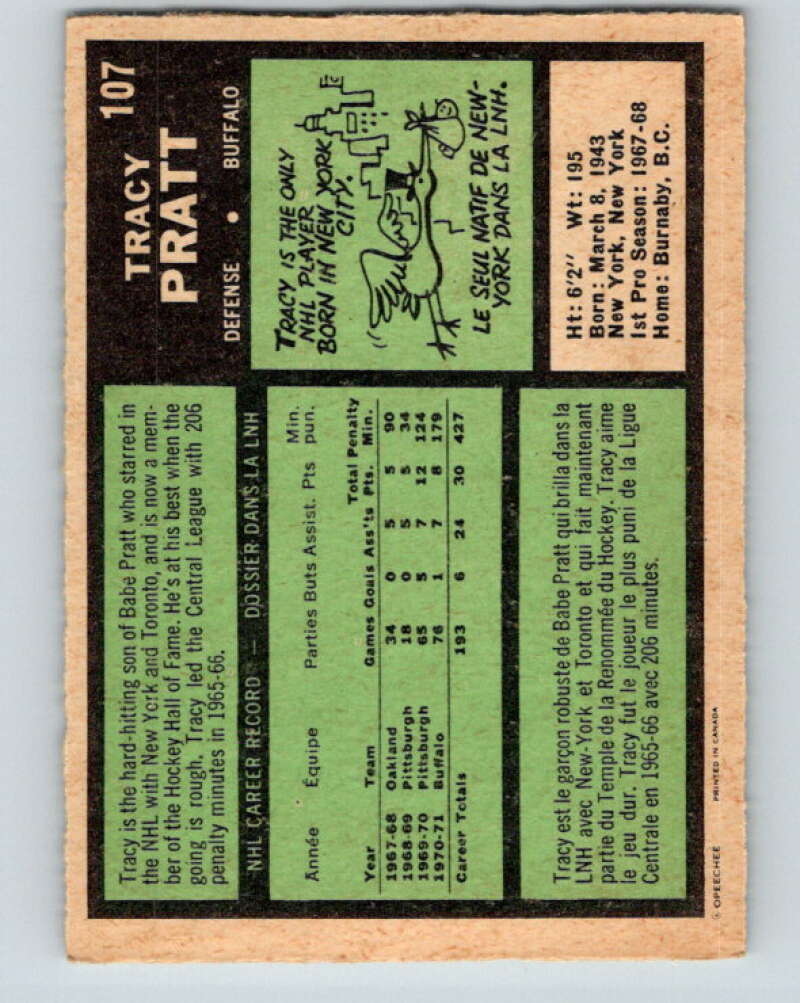 TRACY 107
PRATT
DEFENSE • BUFFALO
Tracy is the hard-hitting son of Babe Pratt who starred in
the NHL with New York and Toronto, and is now a mem-
ber of the Hockey Hall of Fame. He's at his best when the
going is rough. Tracy led the Central League with 206
penalty minutes in 1965-66.
TRACY IS THE ONLY
NHL PLAYER
BORN IN NEW YORK
CITY.
LE SEUL NATIF DE NEW-
YORK DANS LA LNH.
NHL CAREER RECORD — DOSSIER DANS LA LNH
Année Équipe Parties Buts Assist. Pts Min. pun.
Year Team Games Goals Ass'ts Pts. Total Penalty Min.
1967-68 Oakland 34 0 5 5 90
1968-69 Pittsburgh 18 0 5 5 34
1969-70 Pittsburgh 65 5 7 12 124
1970-71 Buffalo 76 1 7 8 179
Career Totals 193 6 24 30 427
Ht: 6'2" Wt: 195
Born: March 8, 1943
New York, New York
1st Pro Season: 1967-68
Home: Burnaby, B.C.
Tracy est le garçon robuste de Babe Pratt qui brilla dans la
LNH avec New-York et Toronto et qui fait maintenant
partie du Temple de la Renommée du Hockey. Tracy aime
le jeu dur. Tracy fut le joueur le plus puni de la Ligue
Centrale en 1965-66 avec 206 minutes.
© OPEECHEE PRINTED IN CANADA